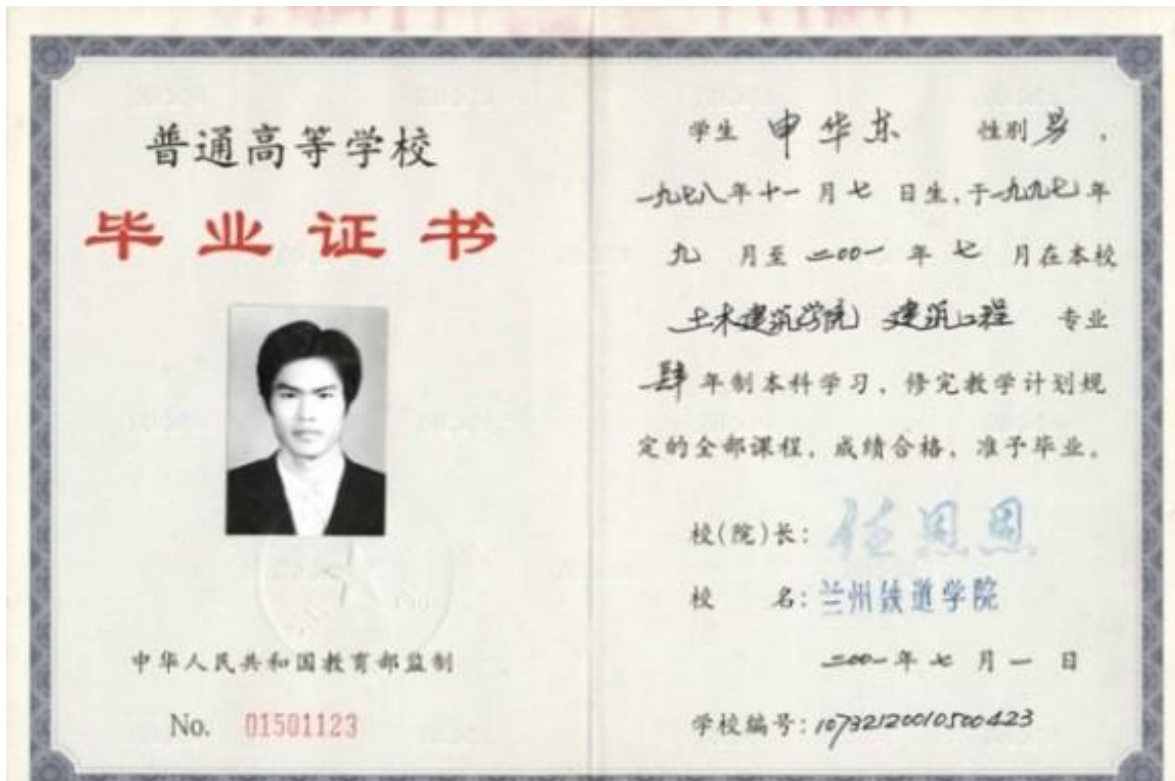 普通高等学校
毕业证书
中华人民共和国教育部监制
No. 01501123
学生 申华东 性别 男，
一九七八年十一月七日生，于一九九七年
九月至二〇〇一年七月在本校
土木建筑学院 建筑工程 专业
肆年制本科学习，修完教学计划规
定的全部课程，成绩合格，准予毕业。
校(院)长：任恩恩
校 名：兰州铁道学院
二〇〇一年七月一日
学校编号：107321200105004​23